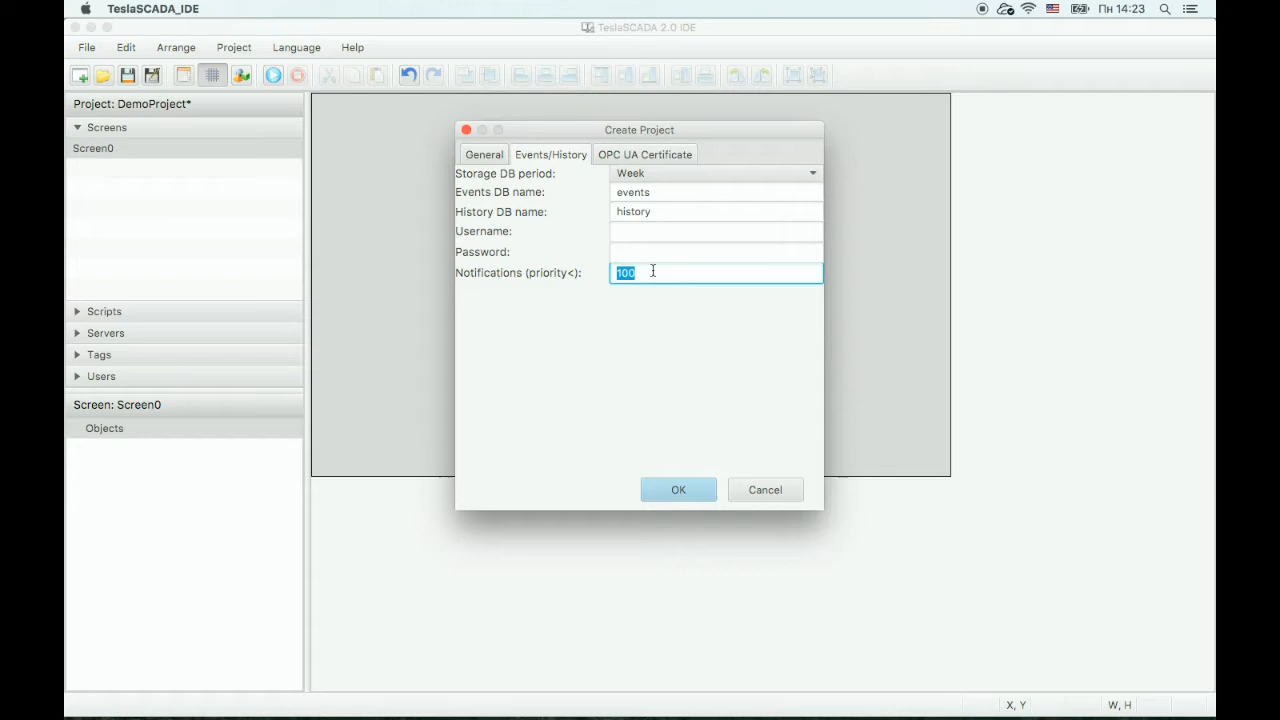 TeslaSCADA_IDE
Пн 14:23
TeslaSCADA 2.0 IDE
File Edit Arrange Project Language Help
Project: DemoProject*
Screens
Screen0
Scripts
Servers
Tags
Users
Screen: Screen0
Objects
Create Project
General Events/History OPC UA Certificate
Storage DB period: Week
Events DB name: events
History DB name: history
Username:
Password:
Notifications (priority<): 100
OK Cancel
X, Y W, H